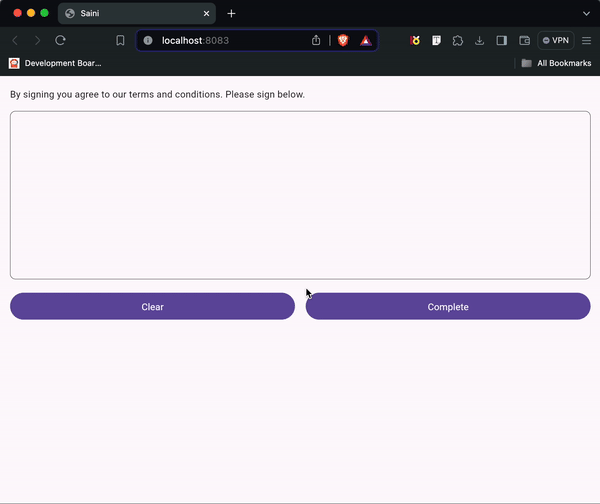 Saini
localhost:8083
VPN
Development Boar...
All Bookmarks
By signing you agree to our terms and conditions. Please sign below.
Clear
Complete